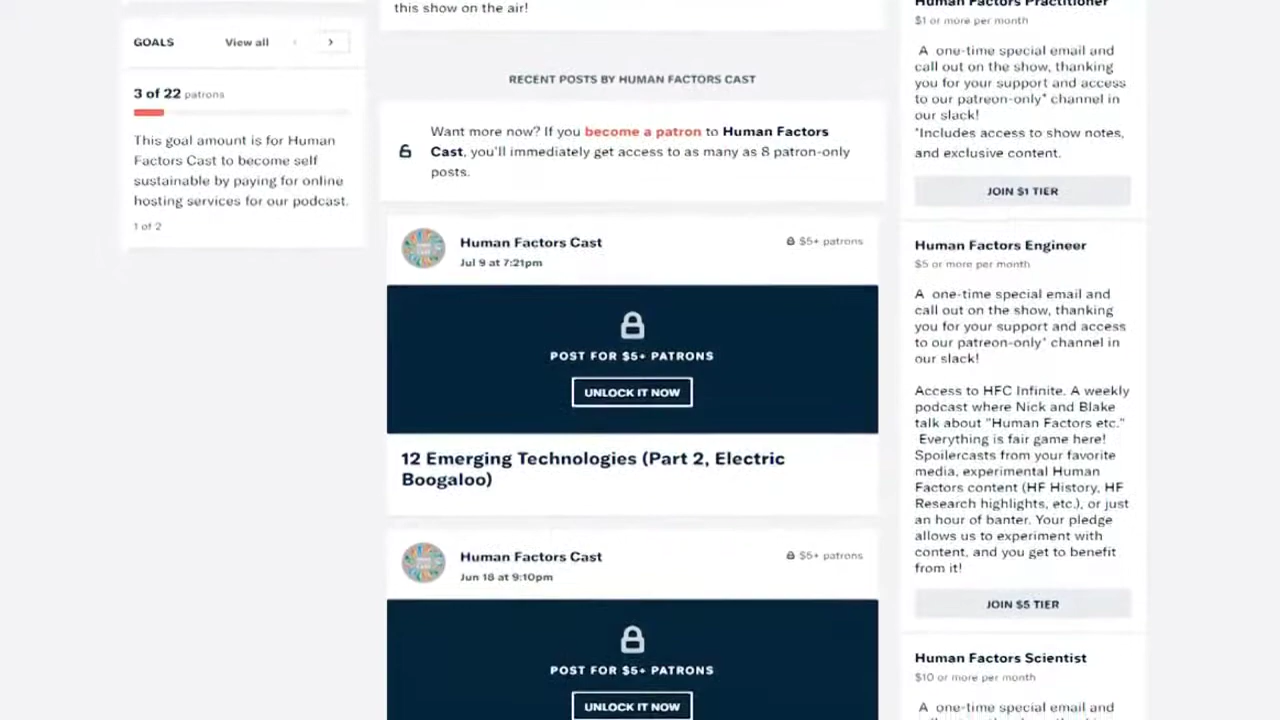 this show on the air!
GOALS
View all
3 of 22 patrons
This goal amount is for Human
Factors Cast to become self
sustainable by paying for online
hosting services for our podcast.
1 of 2
RECENT POSTS BY HUMAN FACTORS CAST
Want more now? If you become a patron to Human Factors
Cast, you'll immediately get access to as many as 8 patron-only
posts.
Human Factors Cast
$5+ patrons
Jul 9 at 7:21pm
POST FOR $5+ PATRONS
UNLOCK IT NOW
12 Emerging Technologies (Part 2, Electric
Boogaloo)
Human Factors Cast
$5+ patrons
Jun 18 at 9:10pm
POST FOR $5+ PATRONS
UNLOCK IT NOW
Human Factors Practitioner
$1 or more per month
A one-time special email and
call out on the show, thanking
you for your support and access
to our patreon-only* channel in
our slack!
*Includes access to show notes,
and exclusive content.
JOIN $1 TIER
Human Factors Engineer
$5 or more per month
A one-time special email and
call out on the show, thanking
you for your support and access
to our patreon-only* channel in
our slack!
Access to HFC Infinite. A weekly
podcast where Nick and Blake
talk about "Human Factors etc."
Everything is fair game here!
Spoilercasts from your favorite
media, experimental Human
Factors content (HF History, HF
Research highlights, etc.), or just
an hour of banter. Your pledge
allows us to experiment with
content, and you get to benefit
from it!
JOIN $5 TIER
Human Factors Scientist
$10 or more per month
A one-time special email and